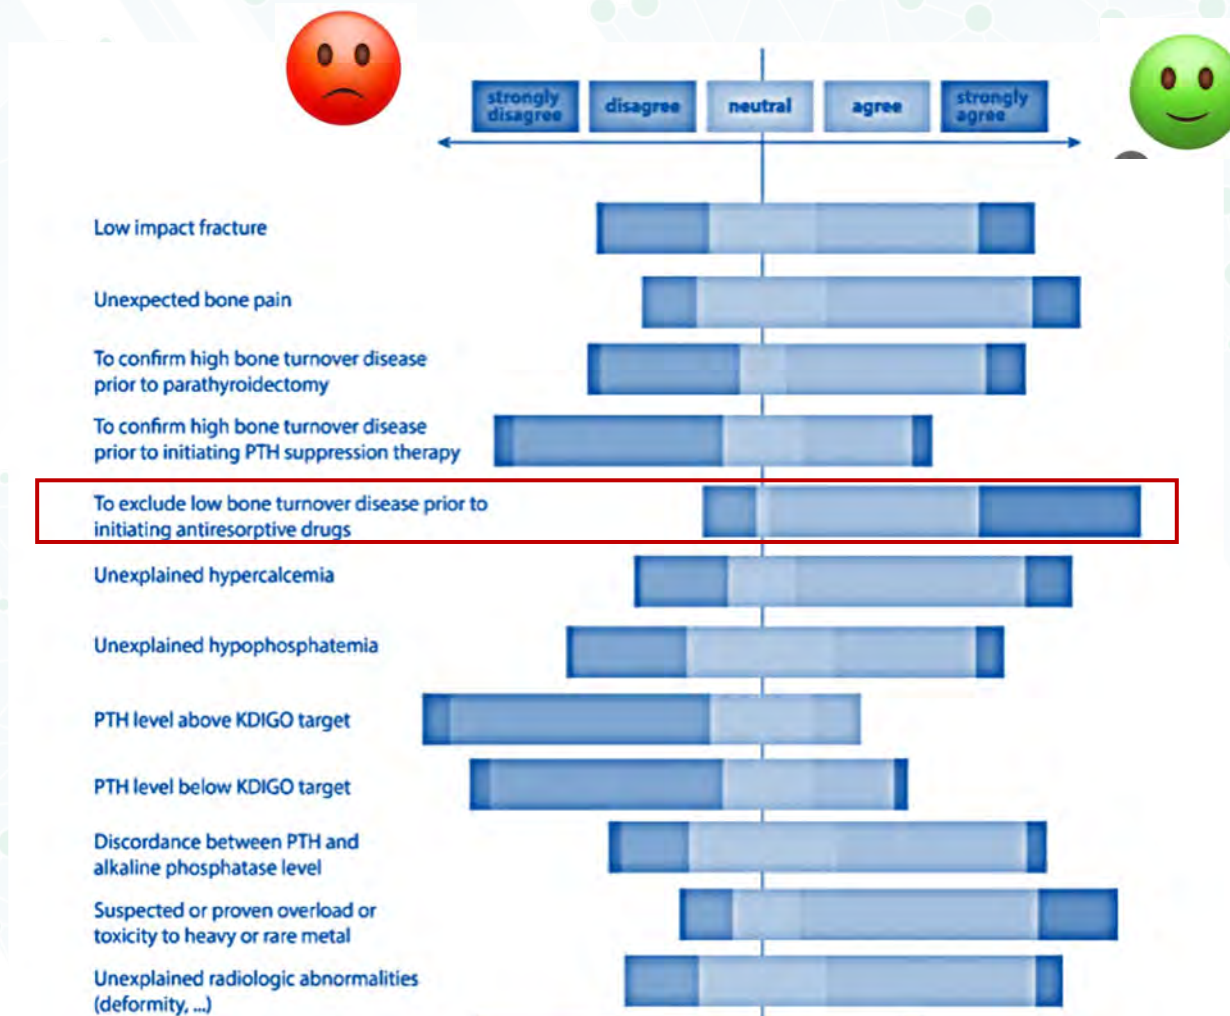 strongly
disagree
disagree
neutral
agree
strongly
agree
Low impact fracture
Unexpected bone pain
To confirm high bone turnover disease
prior to parathyroidectomy
To confirm high bone turnover disease
prior to initiating PTH suppression therapy
To exclude low bone turnover disease prior to
initiating antiresorptive drugs
Unexplained hypercalcemia
Unexplained hypophosphatemia
PTH level above KDIGO target
PTH level below KDIGO target
Discordance between PTH and
alkaline phosphatase level
Suspected or proven overload or
toxicity to heavy or rare metal
Unexplained radiologic abnormalities
(deformity, ...)